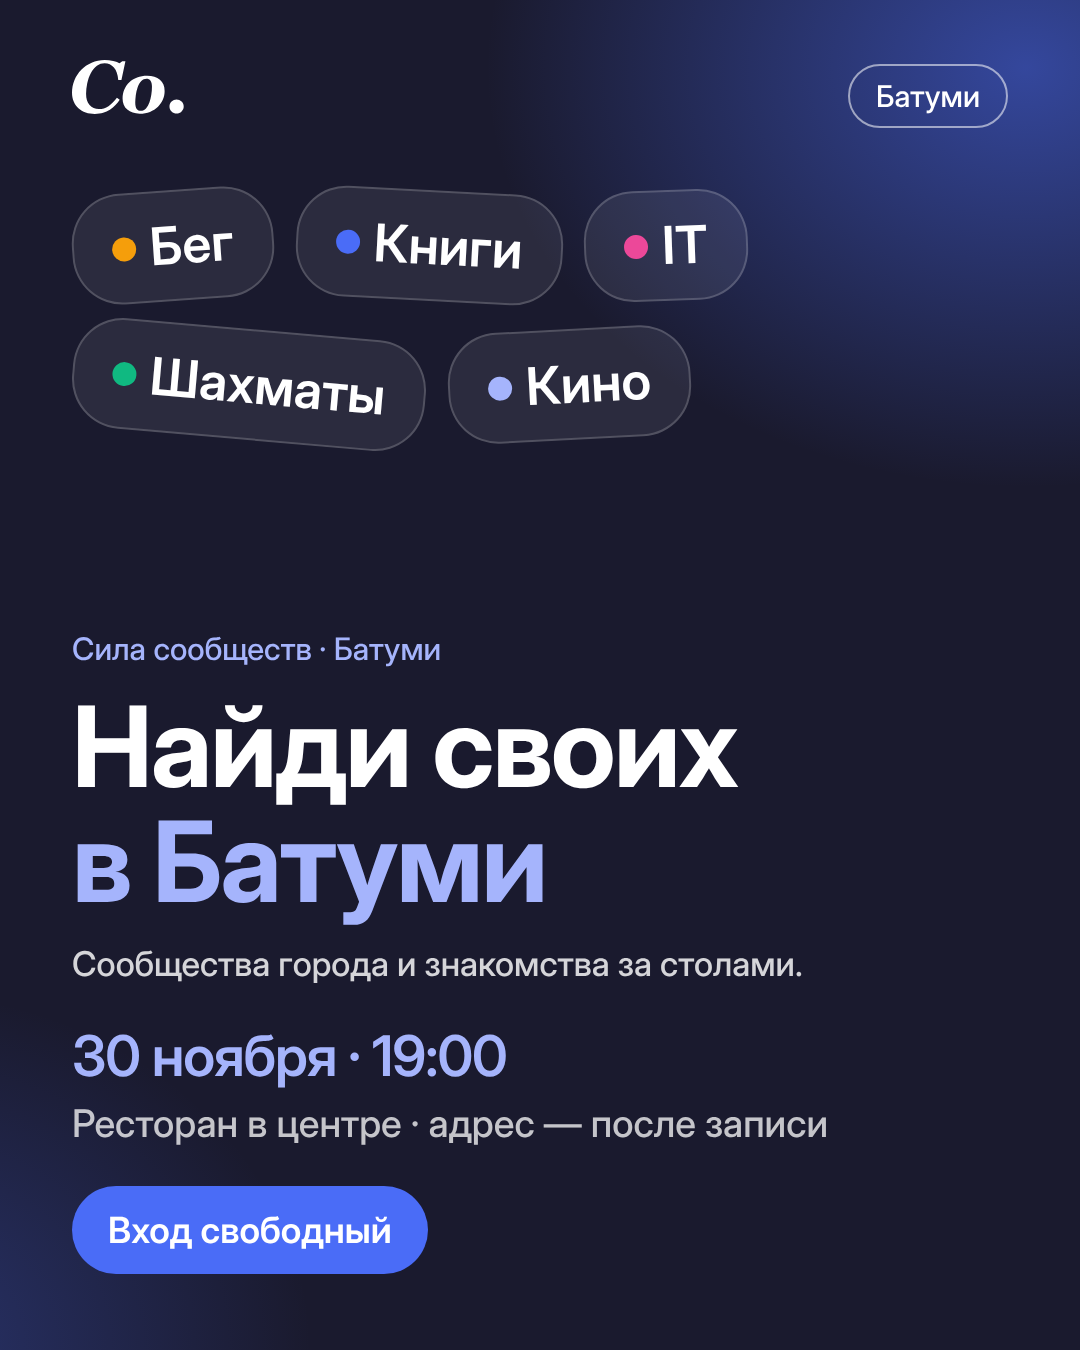 Co.
Батуми
Бег
Книги
IT
Шахматы
Кино
Сила сообществ · Батуми
Найди своих
в Батуми
Сообщества города и знакомства за столами.
30 ноября · 19:00
Ресторан в центре · адрес — после записи
Вход свободный